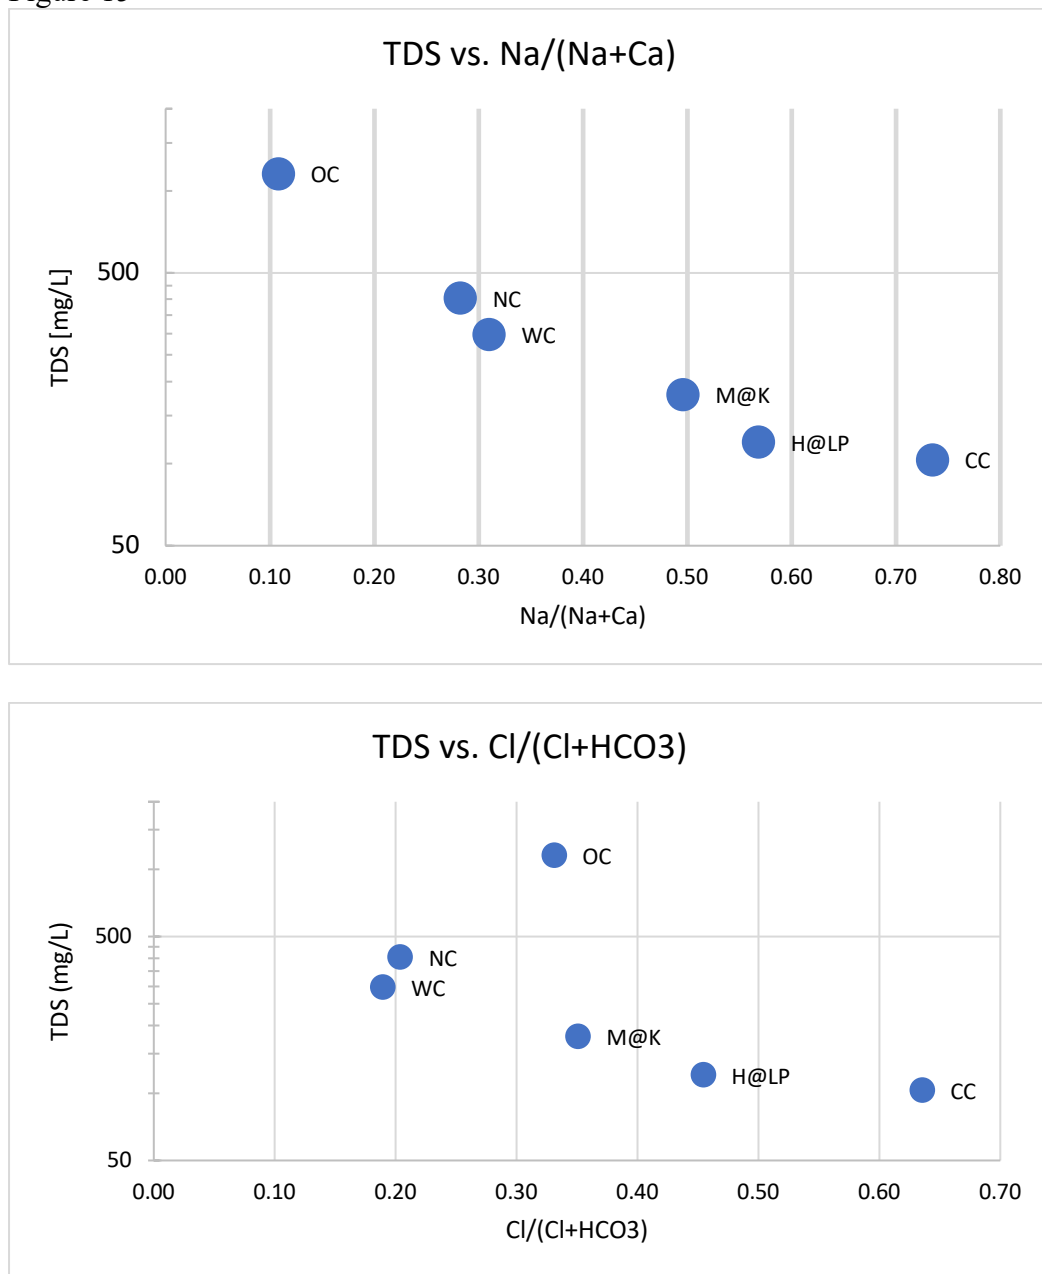 TDS vs. Na/(Na+Ca)
OC
500
NC
WC
TDS [mg/L]
M@K
H@LP
CC
50
0.00 0.10 0.20 0.30 0.40 0.50 0.60 0.70 0.80
Na/(Na+Ca)
TDS vs. Cl/(Cl+HCO3)
OC
500
NC
WC
TDS (mg/L)
M@K
H@LP
CC
50
0.00 0.10 0.20 0.30 0.40 0.50 0.60 0.70
Cl/(Cl+HCO3)